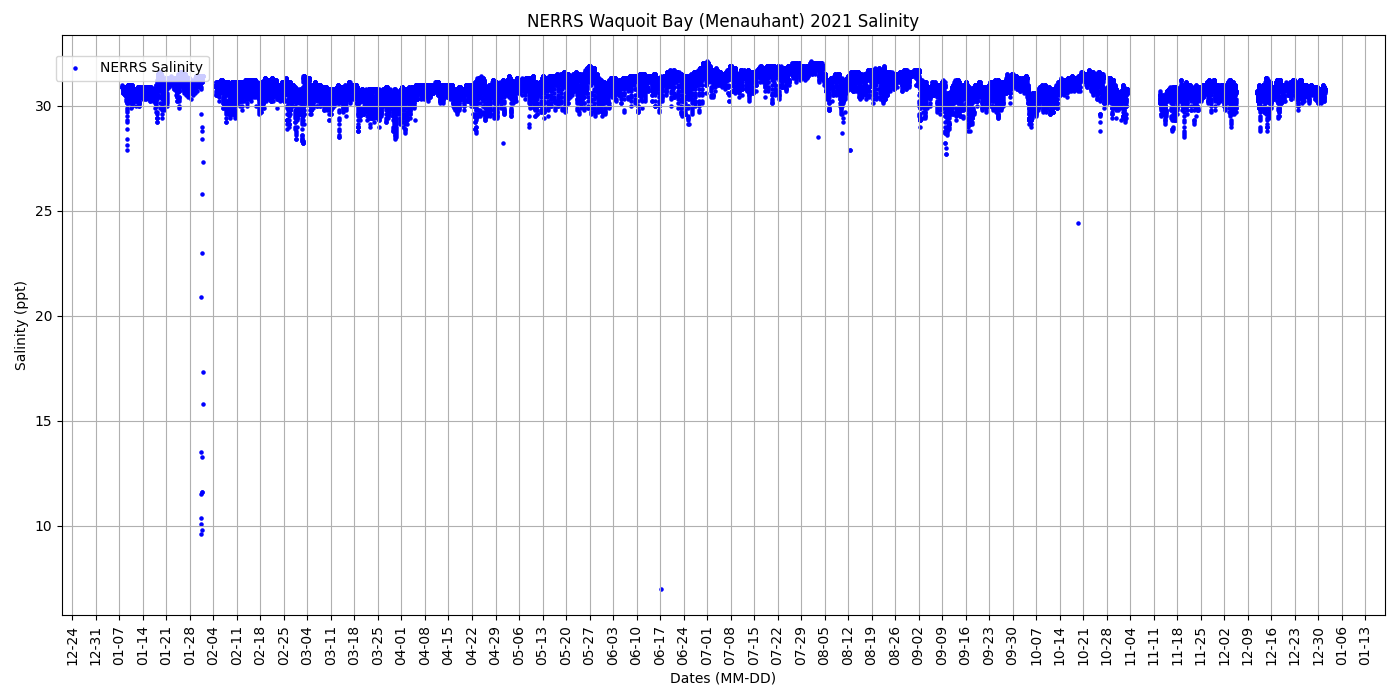 NERRS Waquoit Bay (Menauhant) 2021 Salinity
NERRS Salinity
Salinity (ppt)
30
25
20
15
10
12-24 12-31 01-07 01-14 01-21 01-28 02-04 02-11 02-18 02-25 03-04 03-11 03-18 03-25 04-01 04-08 04-15 04-22 04-29 05-06 05-13 05-20 05-27 06-03 06-10 06-17 06-24 07-01 07-08 07-15 07-22 07-29 08-05 08-12 08-19 08-26 09-02 09-09 09-16 09-23 09-30 10-07 10-14 10-21 10-28 11-04 11-11 11-18 11-25 12-02 12-09 12-16 12-23 12-30 01-06 01-13
Dates (MM-DD)